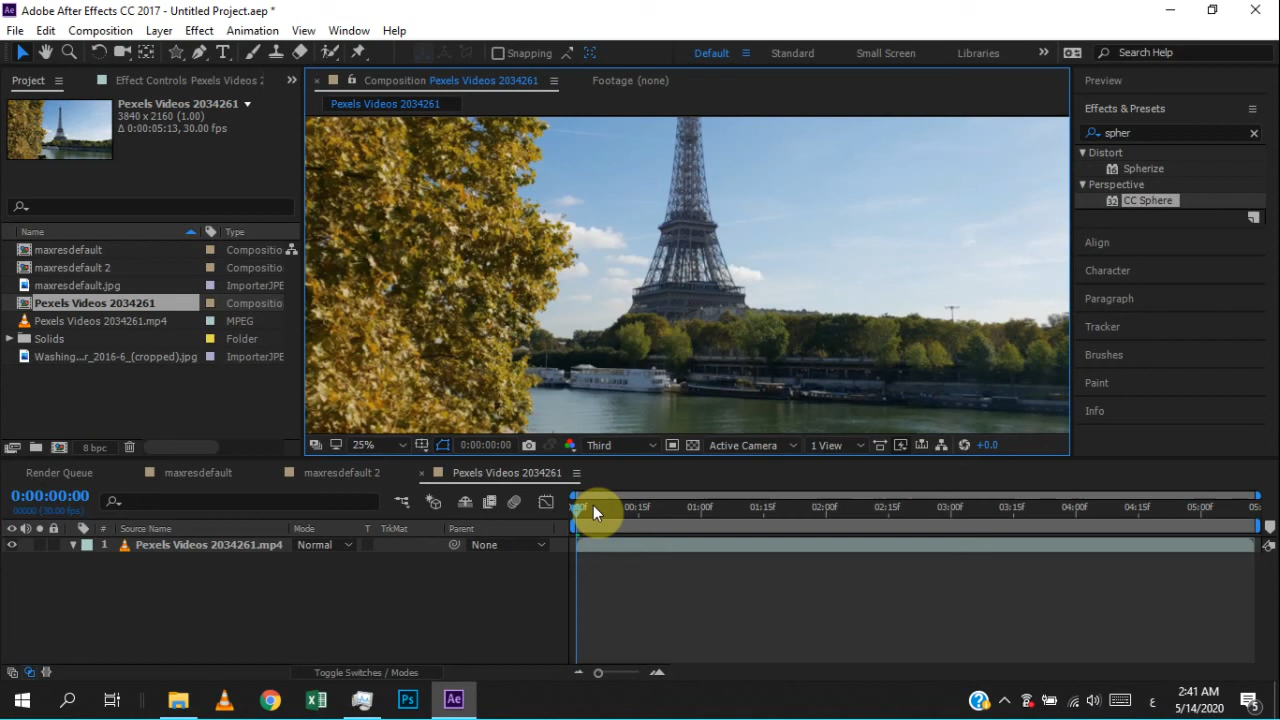 Adobe After Effects CC 2017 - Untitled Project.aep *
File Edit Composition Layer Effect Animation View Window Help
Snapping Default Standard Small Screen Libraries Search Help
Project Effect Controls Pexels Videos 2 Composition Pexels Videos 2034261 Footage (none) Preview
Pexels Videos 2034261
3840 x 2160 (1.00)
Δ 0:00:05:13, 30.00 fps
Pexels Videos 2034261
Effects & Presets
spher
Distort
Spherize
Perspective
CC Sphere
Align
Character
Paragraph
Tracker
Brushes
Paint
Info
Name Type
maxresdefault Compositio
maxresdefault 2 Compositio
maxresdefault.jpg ImporterJPE
Pexels Videos 2034261 Compositio
Pexels Videos 2034261.mp4 MPEG
Solids Folder
Washing...r_2016-6_(cropped).jpg ImporterJPE
8 bpc 25% 0:00:00:00 Third Active Camera 1 View +0.0
Render Queue maxresdefault maxresdefault 2 Pexels Videos 2034261
0:00:00:00
00000 (30.00 fps)
00:15f 01:00f 01:15f 02:00f 02:15f 03:00f 03:15f 04:00f 04:15f 05:00f 05:
# Source Name Mode T TrkMat Parent
1 Pexels Videos 2034261.mp4 Normal None
Toggle Switches / Modes
Ps Ae ع 2:41 AM
5/14/2020 5